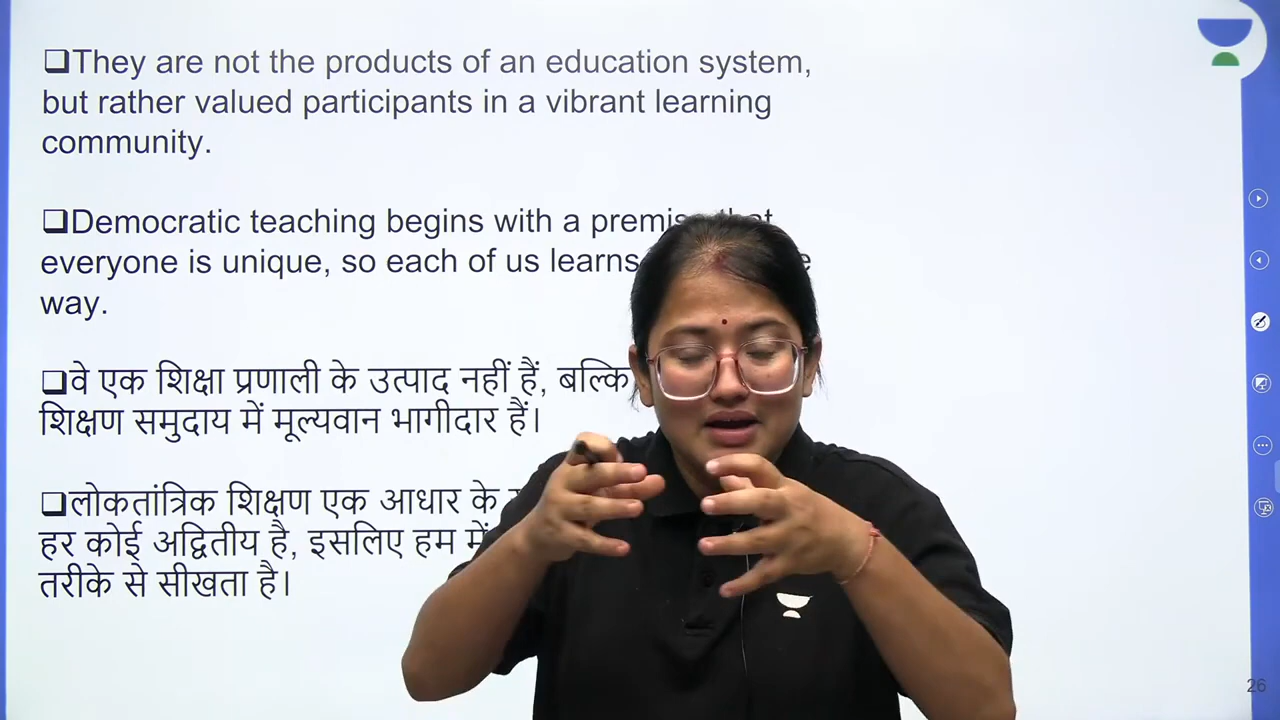 ❑They are not the products of an education system,
but rather valued participants in a vibrant learning
community.
❑Democratic teaching begins with a that
everyone is unique, so each of us learns
way.
❑वे एक शिक्षा प्रणाली के उत्पाद नहीं हैं, बल्कि
शिक्षण समुदाय में मूल्यवान भागीदार हैं।
❑लोकतांत्रिक शिक्षण एक आधार के
हर कोई अद्वितीय है, इसलिए हम में
तरीके से सीखता है।
26